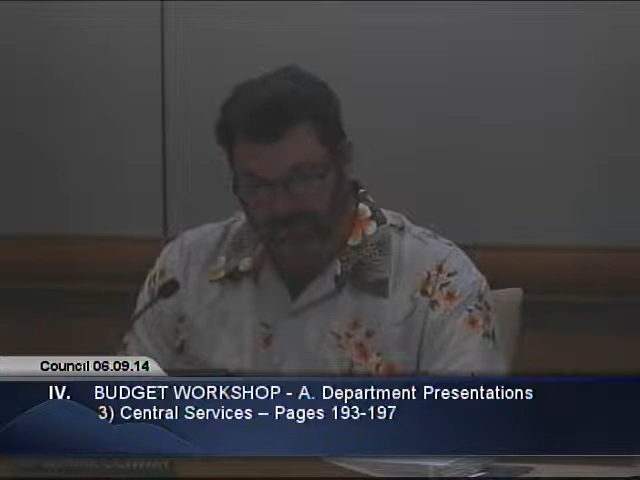 Council 06.09.14
IV. BUDGET WORKSHOP - A. Department Presentations
3) Central Services – Pages 193-197